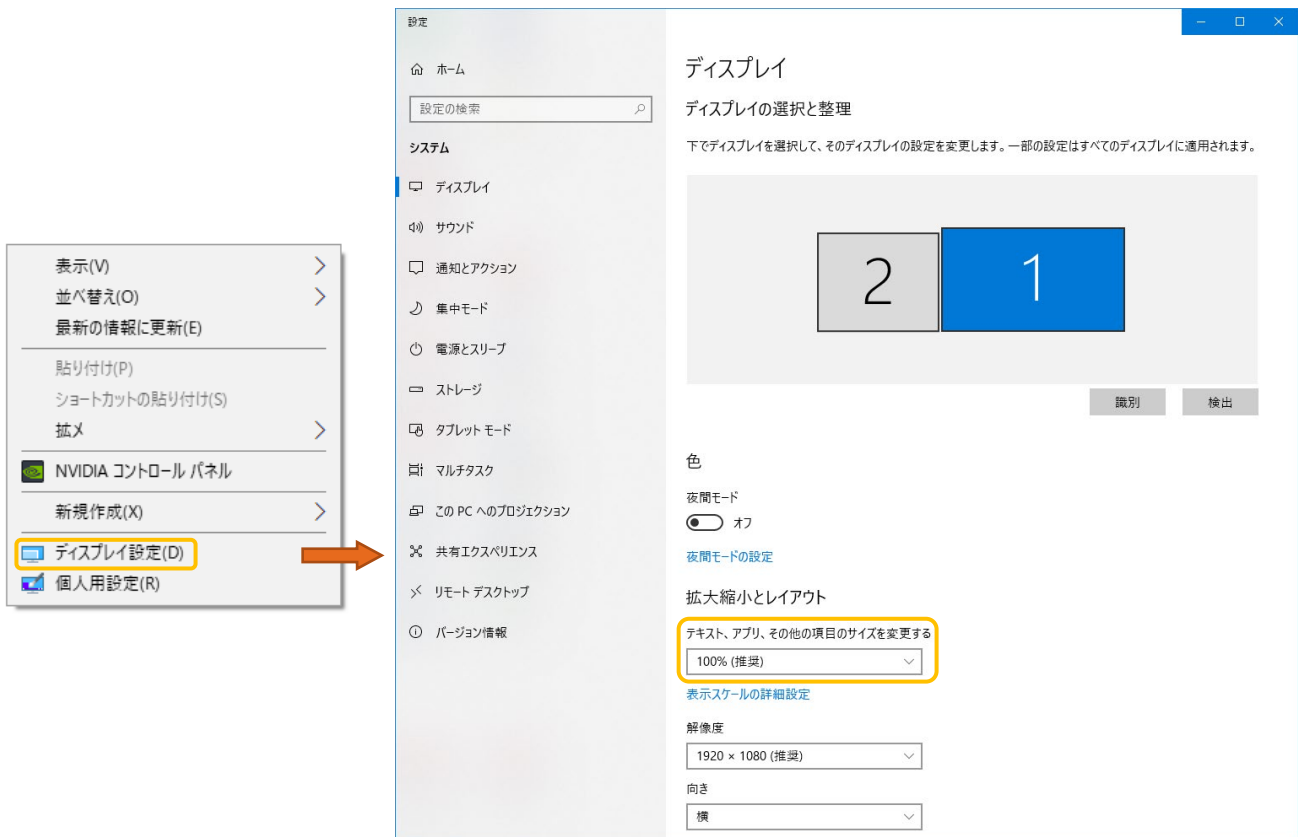 表示(V)
並べ替え(O)
最新の情報に更新(E)
貼り付け(P)
ショートカットの貼り付け(S)
拡メ
NVIDIA コントロール パネル
新規作成(X)
ディスプレイ設定(D)
個人用設定(R)
設定
ホーム
設定の検索
システム
ディスプレイ
サウンド
通知とアクション
集中モード
電源とスリープ
ストレージ
タブレット モード
マルチタスク
この PC へのプロジェクション
共有エクスペリエンス
リモート デスクトップ
バージョン情報
ディスプレイ
ディスプレイの選択と整理
下でディスプレイを選択して、そのディスプレイの設定を変更します。一部の設定はすべてのディスプレイに適用されます。
2 1
識別 検出
色
夜間モード
オフ
夜間モードの設定
拡大縮小とレイアウト
テキスト、アプリ、その他の項目のサイズを変更する
100% (推奨)
表示スケールの詳細設定
解像度
1920 × 1080 (推奨)
向き
横